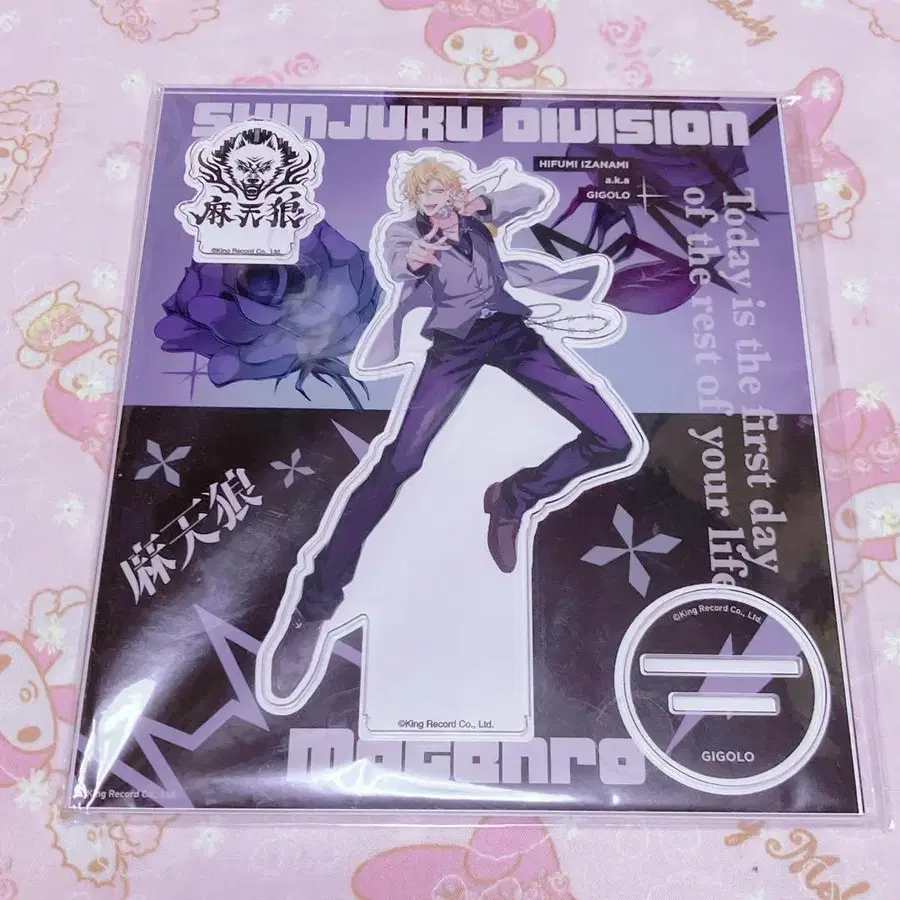 SHINJUKU DIVISION
HIFUMI IZANAMI
a.k.a
GIGOLO
麻天狼
©King Record Co., Ltd.
Today is the first day
of the rest of your life
麻天狼
©King Record Co., Ltd.
GIGOLO
©King Record Co., Ltd.
Matenro
©King Record Co., Ltd.